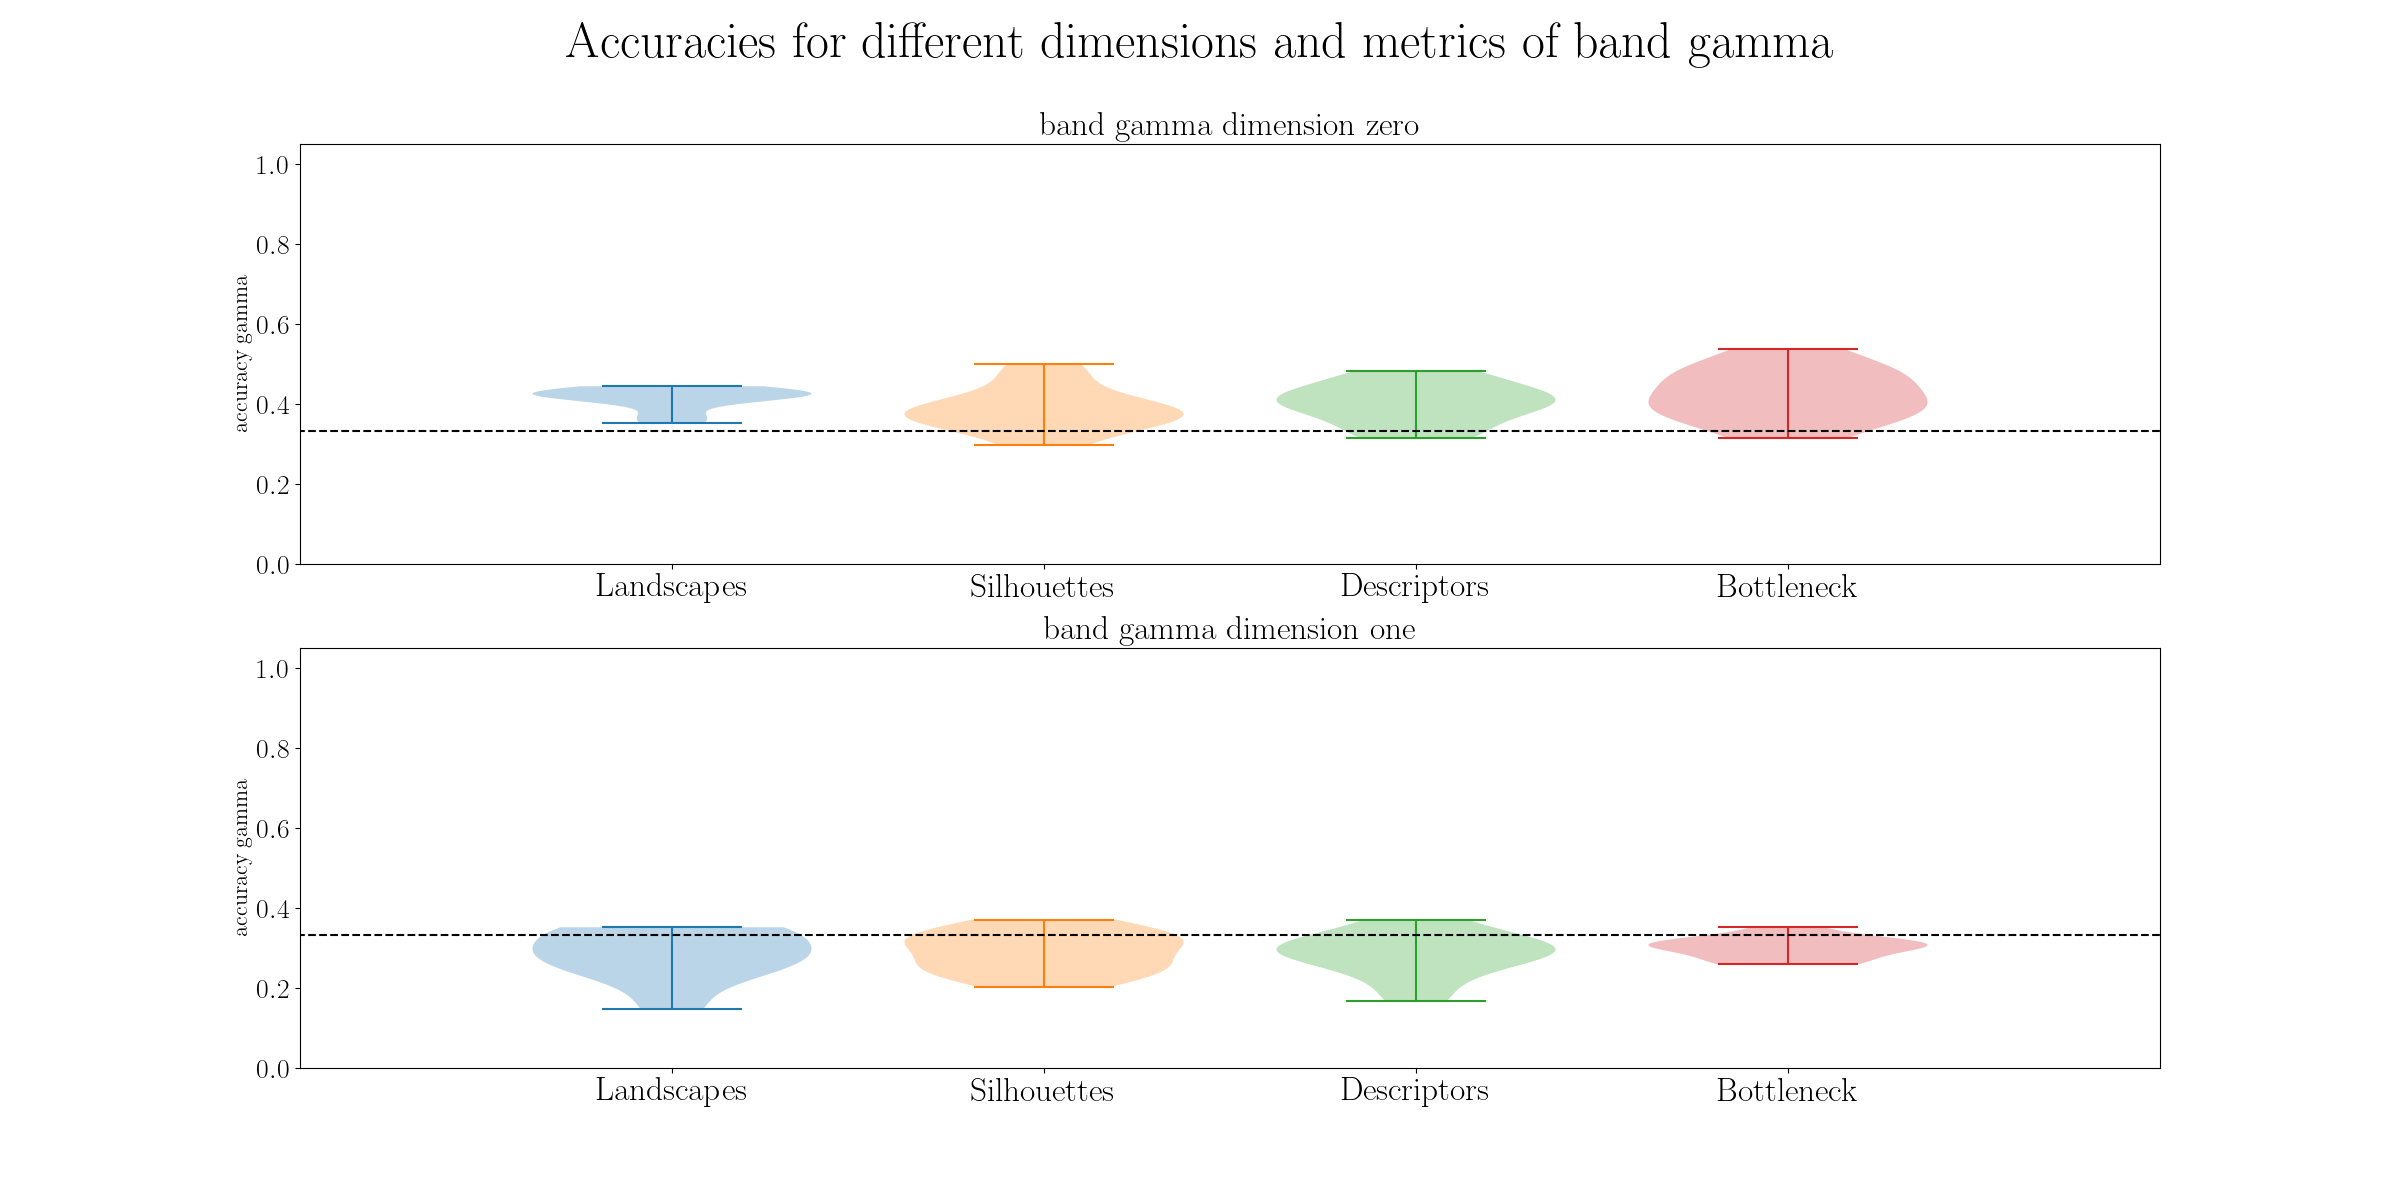 Accuracies for different dimensions and metrics of band gamma
band gamma dimension zero
accuracy gamma
1.0
0.8
0.6
0.4
0.2
0.0
Landscapes Silhouettes Descriptors Bottleneck
band gamma dimension one
accuracy gamma
1.0
0.8
0.6
0.4
0.2
0.0
Landscapes Silhouettes Descriptors Bottleneck